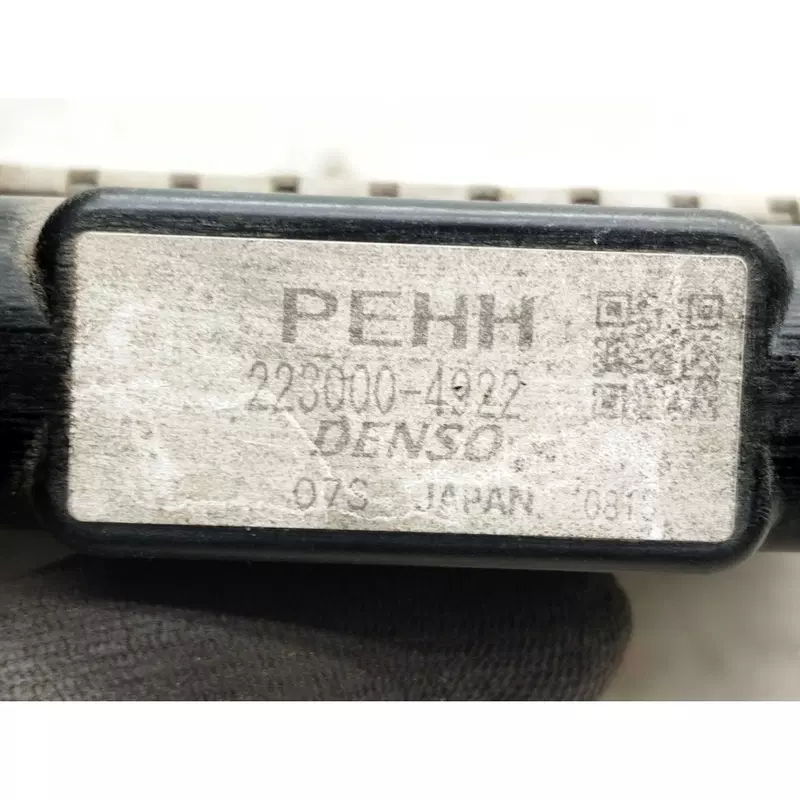 PEHH
223000-4922
DENSO
07S JAPAN